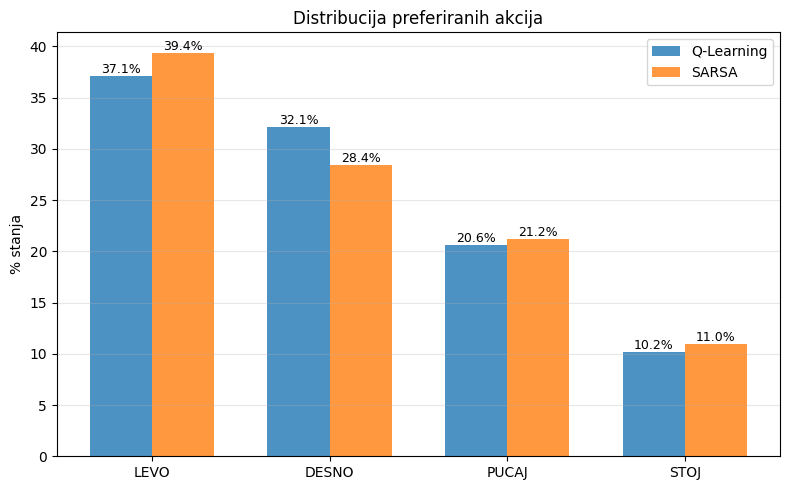 Distribucija preferiranih akcija
Q-Learning
SARSA
% stanja
40
35
30
25
20
15
10
5
0
37.1%
39.4%
32.1%
28.4%
20.6%
21.2%
10.2%
11.0%
LEVO
DESNO
PUCAJ
STOJ